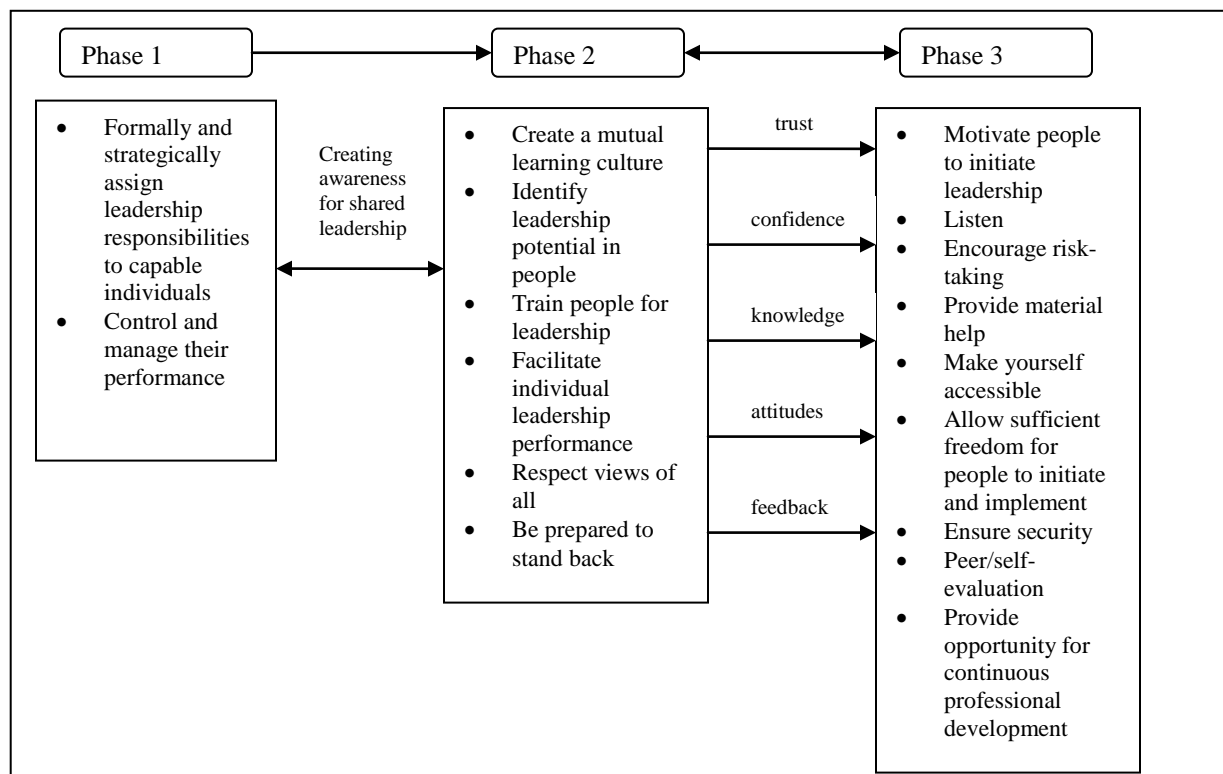 Phase 1
Phase 2
Phase 3
• Formally and
strategically
assign
leadership
responsibilities
to capable
individuals
• Control and
manage their
performance
Creating
awareness
for shared
leadership
• Create a mutual
learning culture
• Identify
leadership
potential in
people
• Train people for
leadership
• Facilitate
individual
leadership
performance
• Respect views of
all
• Be prepared to
stand back
trust
confidence
knowledge
attitudes
feedback
• Motivate people
to initiate
leadership
• Listen
• Encourage risk-
taking
• Provide material
help
• Make yourself
accessible
• Allow sufficient
freedom for
people to initiate
and implement
• Ensure security
• Peer/self-
evaluation
• Provide
opportunity for
continuous
professional
development